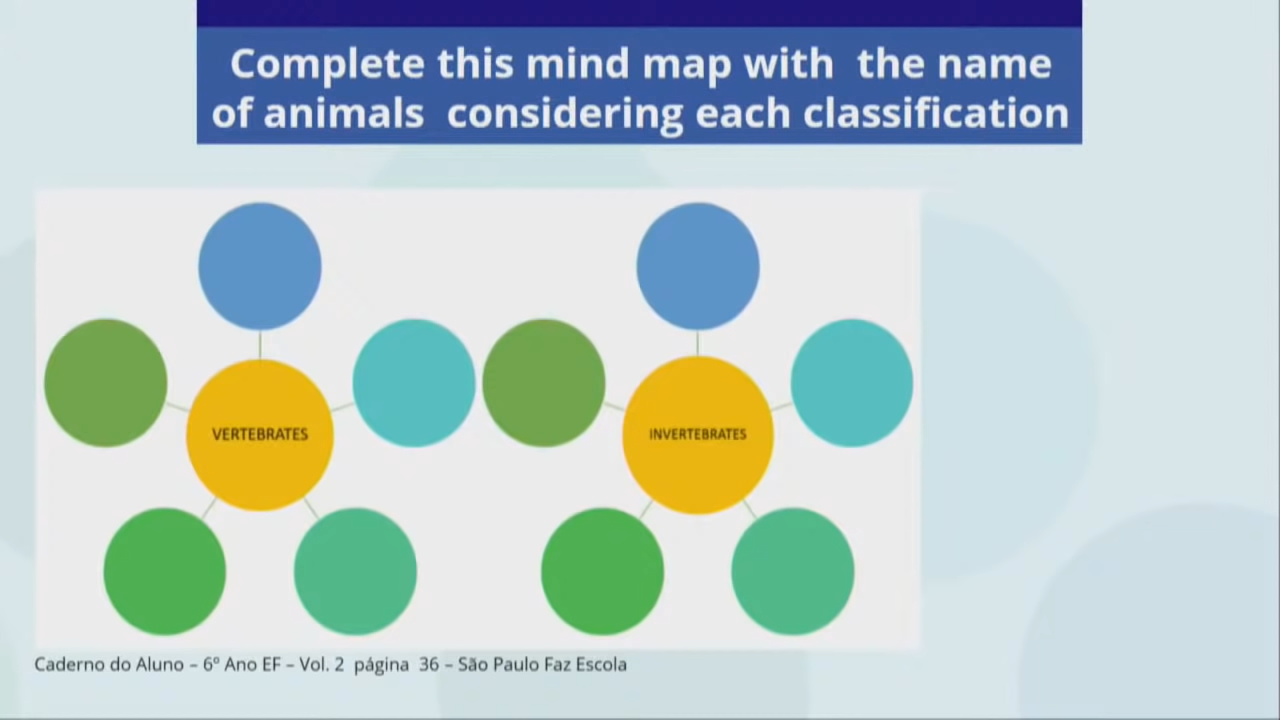 Complete this mind map with the name
of animals considering each classification
VERTEBRATES
INVERTEBRATES
Caderno do Aluno – 6º Ano EF – Vol. 2 página 36 – São Paulo Faz Escola